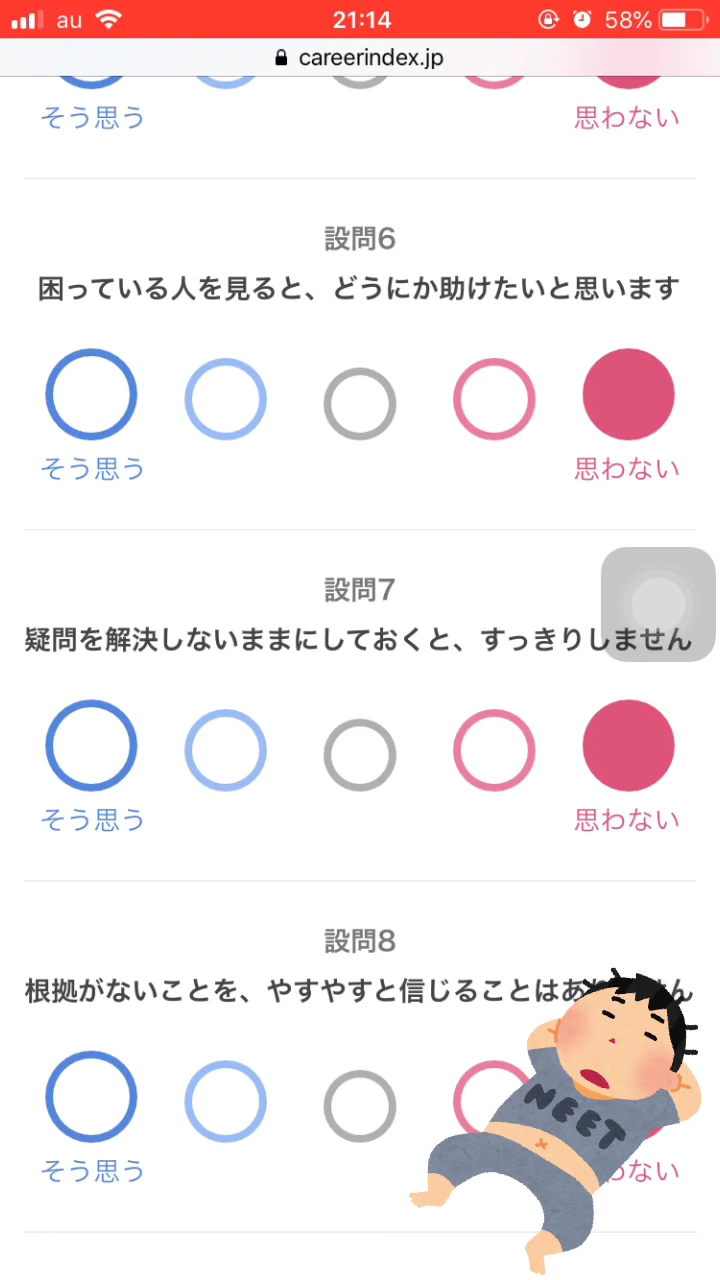 au 21:14 58%
careerindex.jp
そう思う 思わない
設問6
困っている人を見ると、どうにか助けたいと思います
そう思う 思わない
設問7
疑問を解決しないままにしておくと、すっきりしません
そう思う 思わない
設問8
根拠がないことを、やすやすと信じることはあ
NEET
そう思う わない